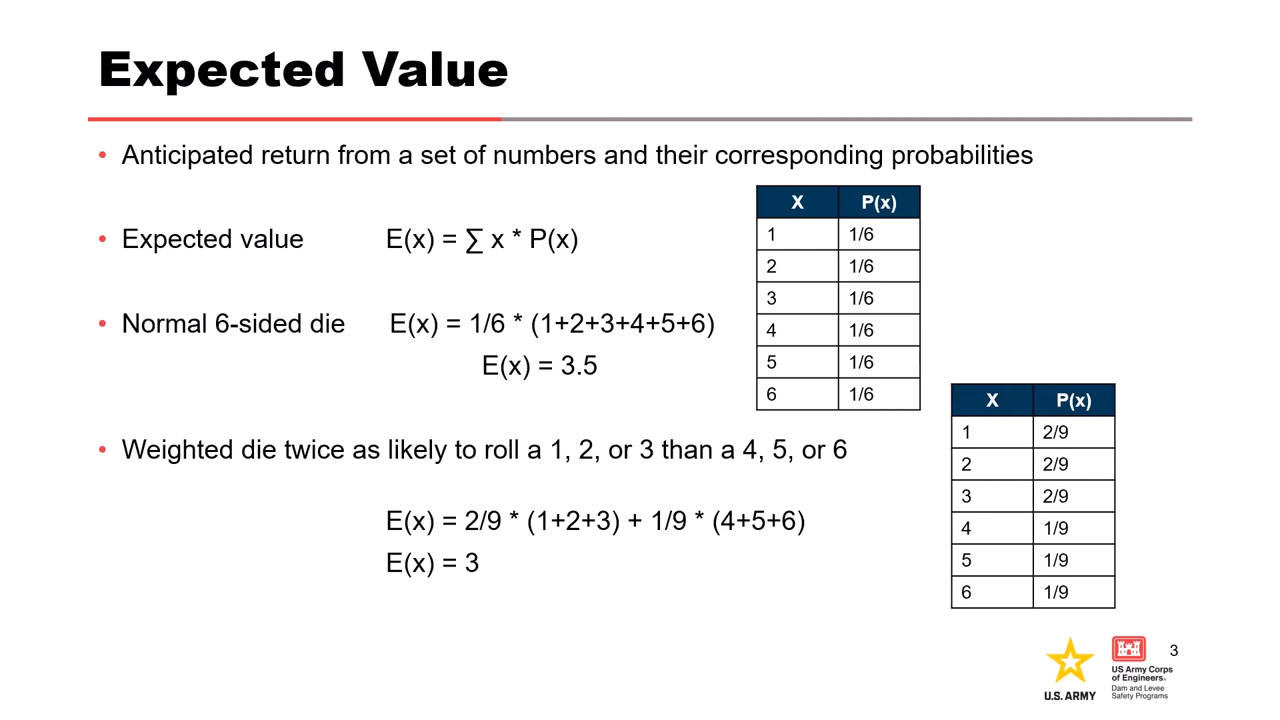 Expected Value
• Anticipated return from a set of numbers and their corresponding probabilities
• Expected value E(x) = ∑ x * P(x)
• Normal 6-sided die E(x) = 1/6 * (1+2+3+4+5+6)
E(x) = 3.5
X P(x)
1 1/6
2 1/6
3 1/6
4 1/6
5 1/6
6 1/6
• Weighted die twice as likely to roll a 1, 2, or 3 than a 4, 5, or 6
E(x) = 2/9 * (1+2+3) + 1/9 * (4+5+6)
E(x) = 3
X P(x)
1 2/9
2 2/9
3 2/9
4 1/9
5 1/9
6 1/9
U.S. ARMY
US Army Corps
of Engineers®
Dam and Levee
Safety Programs
3